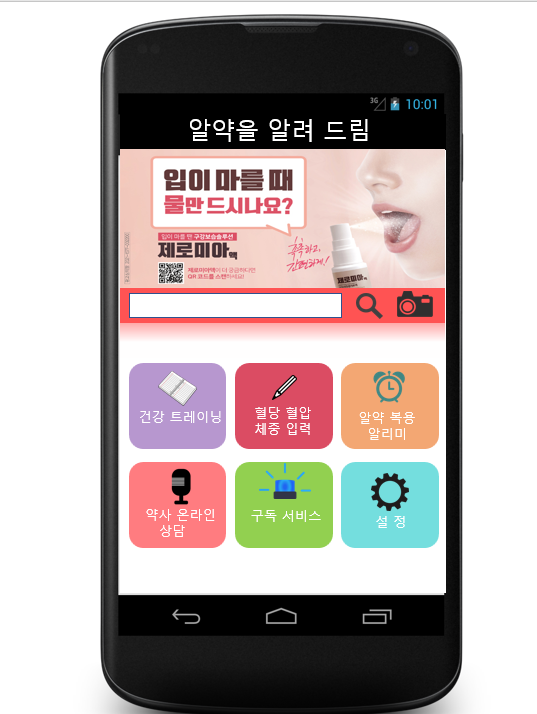 3G 10:01
알약을 알려 드림
입이 마를 때
물만 드시나요?
입이 마를 땐 구강보습솔루션
제로미아액
촉촉하고,
간편하게!
제로미아액이 더 궁금하다면
QR 코드를 스캔하세요!
제로미아액
건강 트레이닝
혈당 혈압
체중 입력
알약 복용
알리미
약사 온라인
상담
구독 서비스
설 정